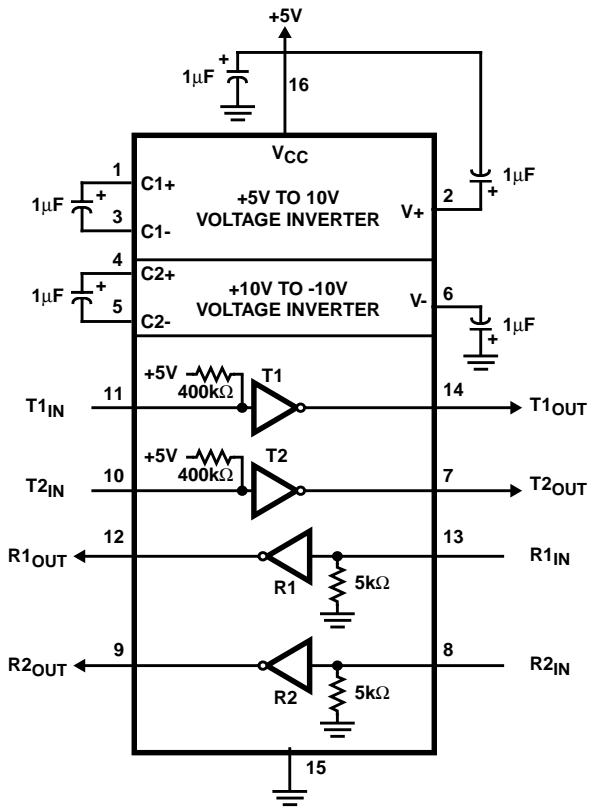 +5V
1μF
+
16
VCC
1
C1+
+
1μF
3
C1-
+5V TO 10V
VOLTAGE INVERTER
V+
2
+
1μF
4
C2+
+
1μF
5
C2-
+10V TO -10V
VOLTAGE INVERTER
V-
6
+
1μF
+5V
400kΩ
T1
T1IN
11
14
T1OUT
+5V
400kΩ
T2
T2IN
10
7
T2OUT
R1OUT
12
R1
5kΩ
13
R1IN
R2OUT
9
R2
5kΩ
8
R2IN
15